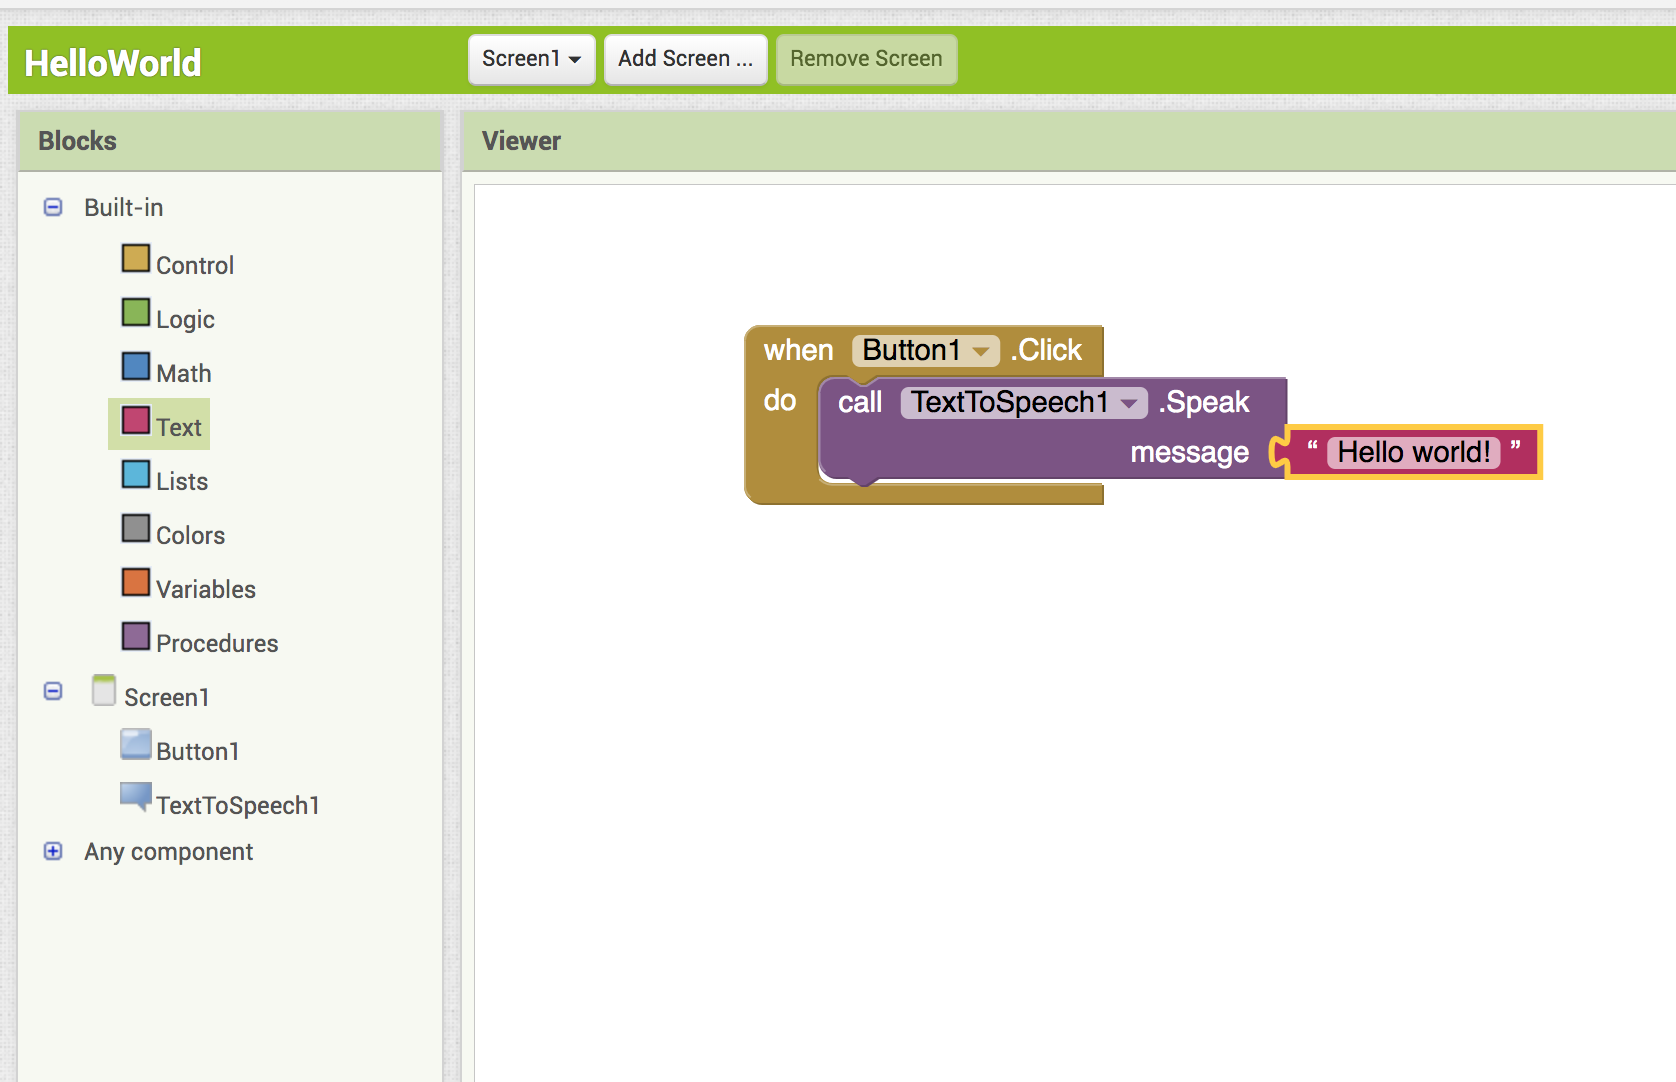 HelloWorld
Screen1
Add Screen ...
Remove Screen
Blocks
Viewer
Built-in
Control
Logic
Math
Text
Lists
Colors
Variables
Procedures
Screen1
Button1
TextToSpeech1
Any component
when Button1 .Click
do call TextToSpeech1 .Speak
message “ Hello world! ”